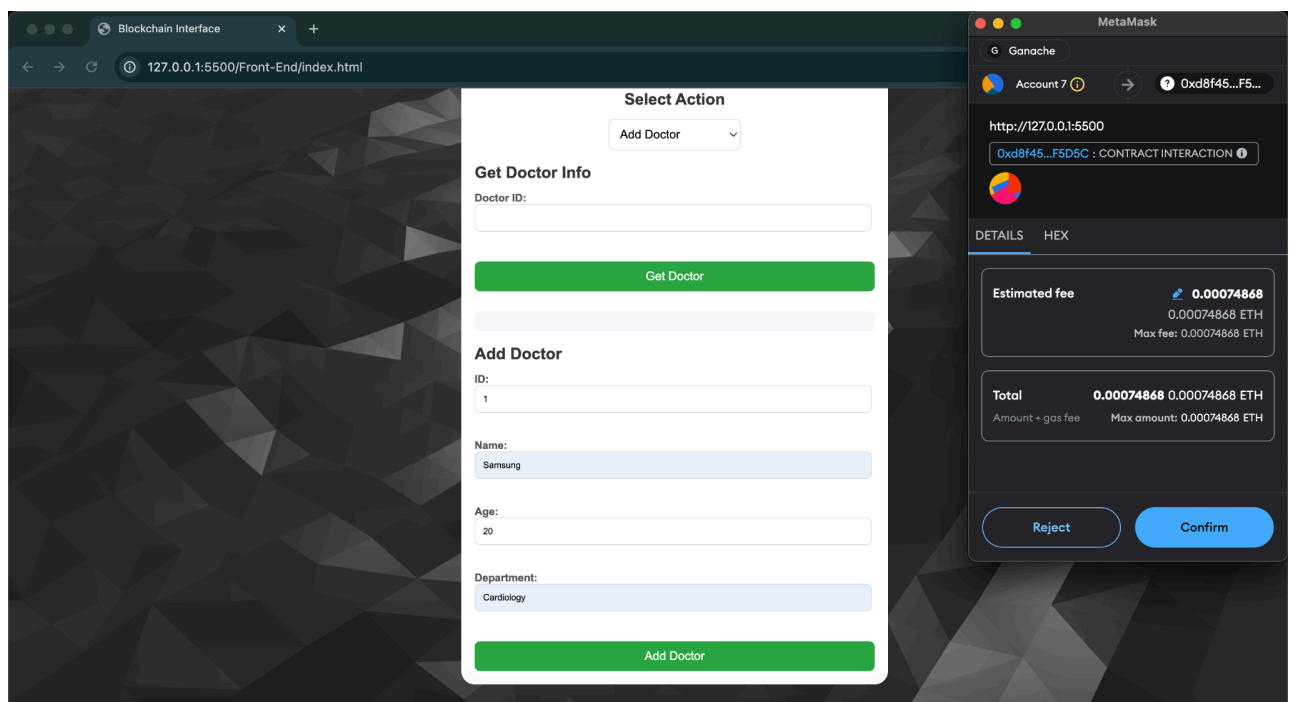 Blockchain Interface
127.0.0.1:5500/Front-End/index.html
Select Action
Add Doctor
Get Doctor Info
Doctor ID:
Get Doctor
Add Doctor
ID:
1
Name:
Samsung
Age:
20
Department:
Cardiology
Add Doctor
MetaMask
G Ganache
Account 7 0xd8f45...F5...
http://127.0.0.1:5500
0xd8f45...F5D5C : CONTRACT INTERACTION
DETAILS HEX
Estimated fee 0.00074868
0.00074868 ETH
Max fee: 0.00074868 ETH
Total 0.00074868 0.00074868 ETH
Amount + gas fee Max amount: 0.00074868 ETH
Reject Confirm